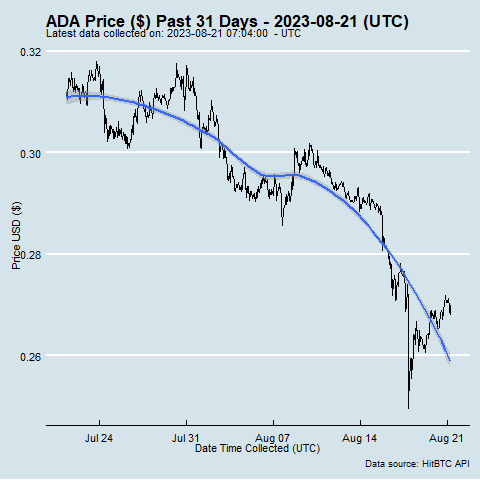 ADA Price ($) Past 31 Days - 2023-08-21 (UTC)
Latest data collected on: 2023-08-21 07:04:00 - UTC
0.32
0.30
0.28
0.26
Price USD ($)
Jul 24 Jul 31 Aug 07 Aug 14 Aug 21
Date Time Collected (UTC)
Data source: HitBTC API